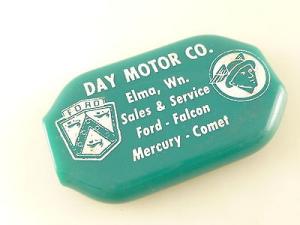 DAY MOTOR CO.
Elma, Wn.
Sales & Service
Ford - Falcon
Mercury - Comet
FORD